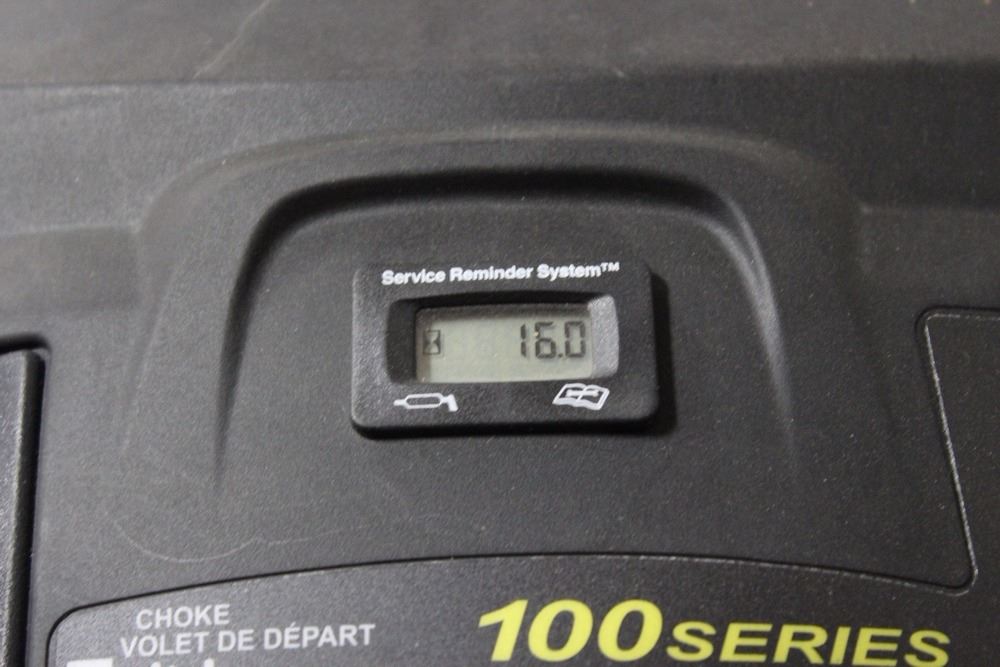 Service Reminder System™
16.0
CHOKE
VOLET DE DÉPART
100 SERIES